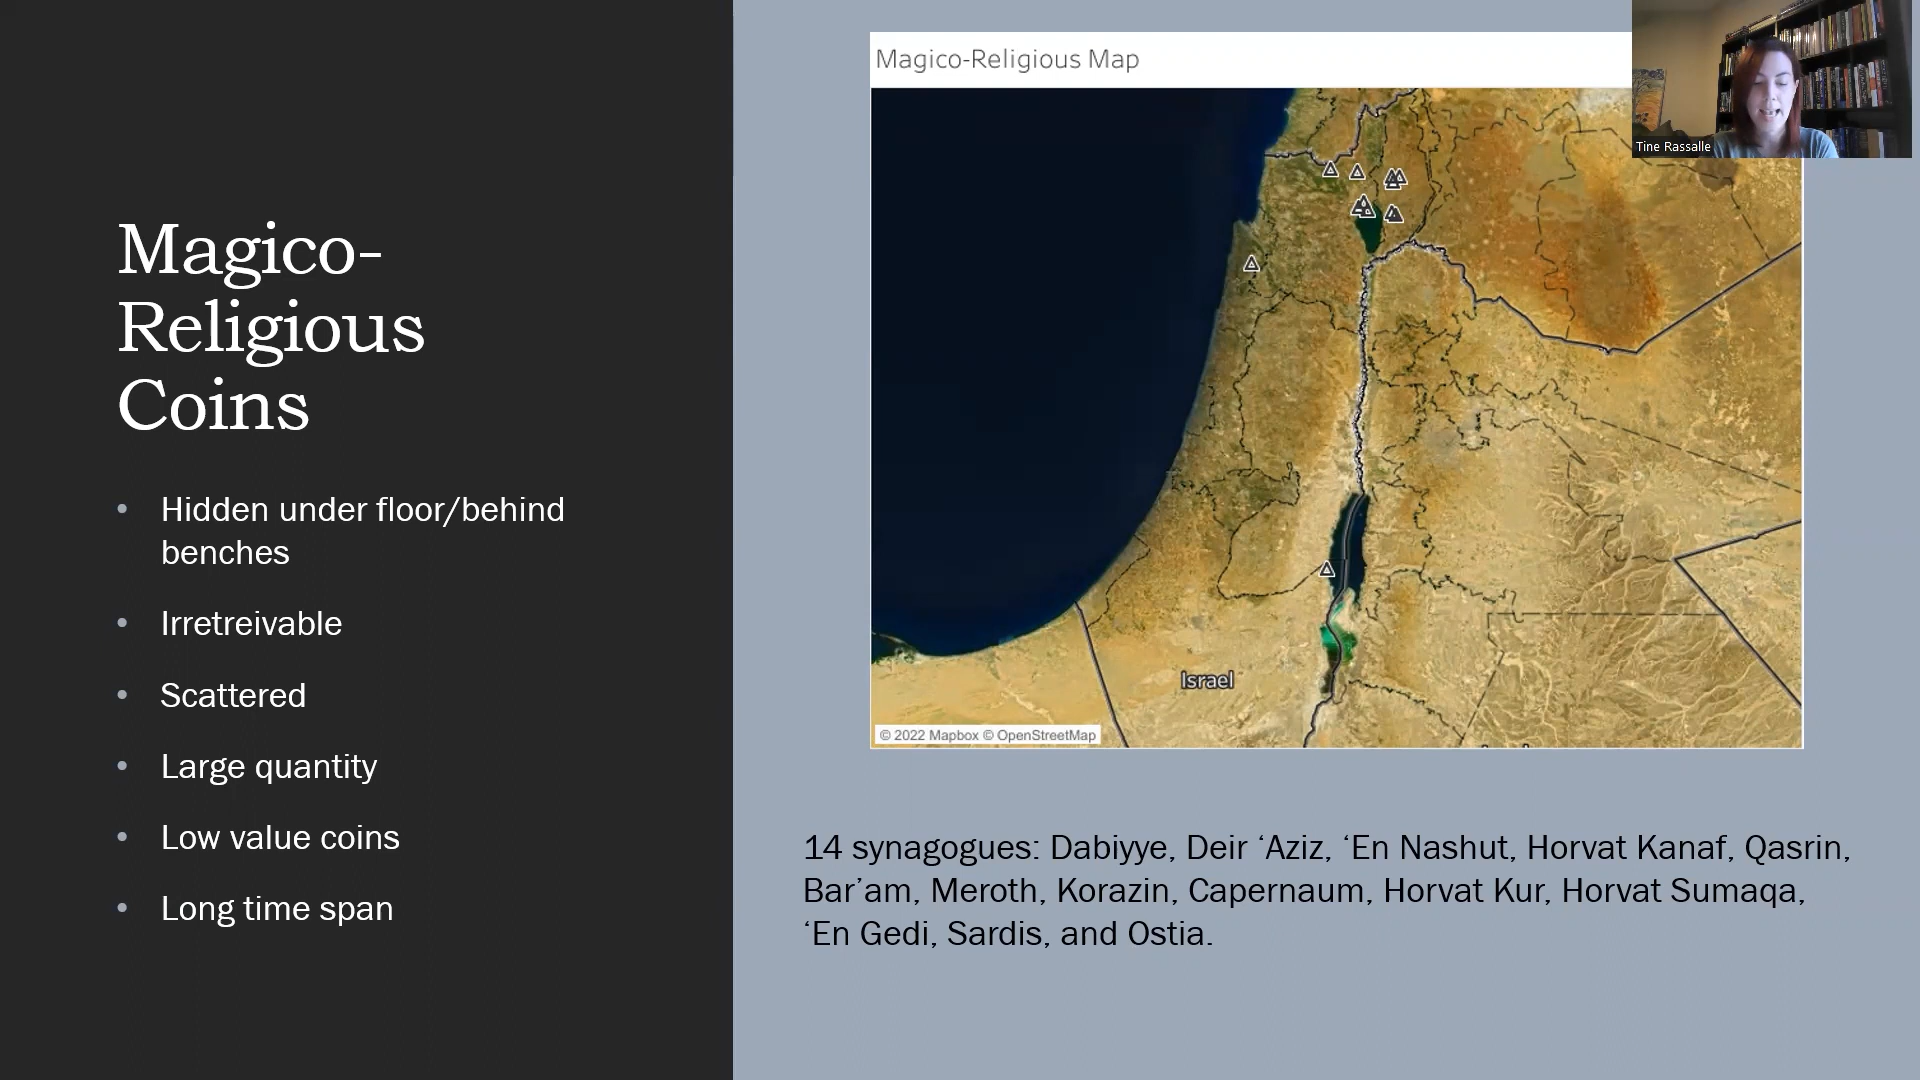 Magico-
Religious
Coins
• Hidden under floor/behind
benches
• Irretreivable
• Scattered
• Large quantity
• Low value coins
• Long time span
Magico-Religious Map
Israel
© 2022 Mapbox © OpenStreetMap
Tine Rassalle
14 synagogues: Dabiyye, Deir ‘Aziz, ‘En Nashut, Horvat Kanaf, Qasrin,
Bar’am, Meroth, Korazin, Capernaum, Horvat Kur, Horvat Sumaqa,
‘En Gedi, Sardis, and Ostia.